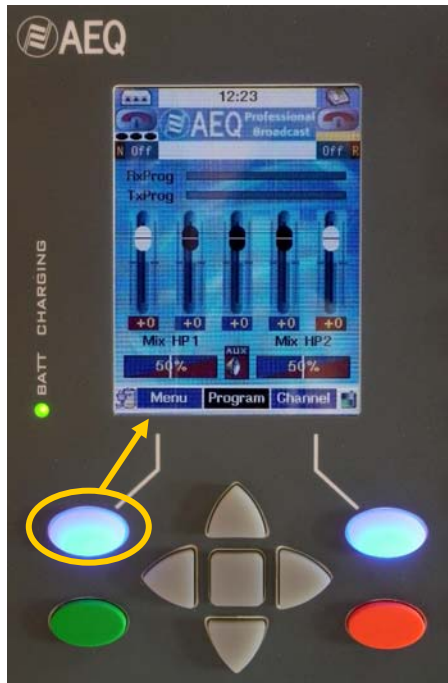 AEQ
12:23
AEQ Professional Broadcast
N Off
Off R
RxProg
TxProg
+0 +0 +0 +0 +0
Mix HP1
Mix HP2
AUX
50%
50%
Menu Program Channel
BATT CHARGING